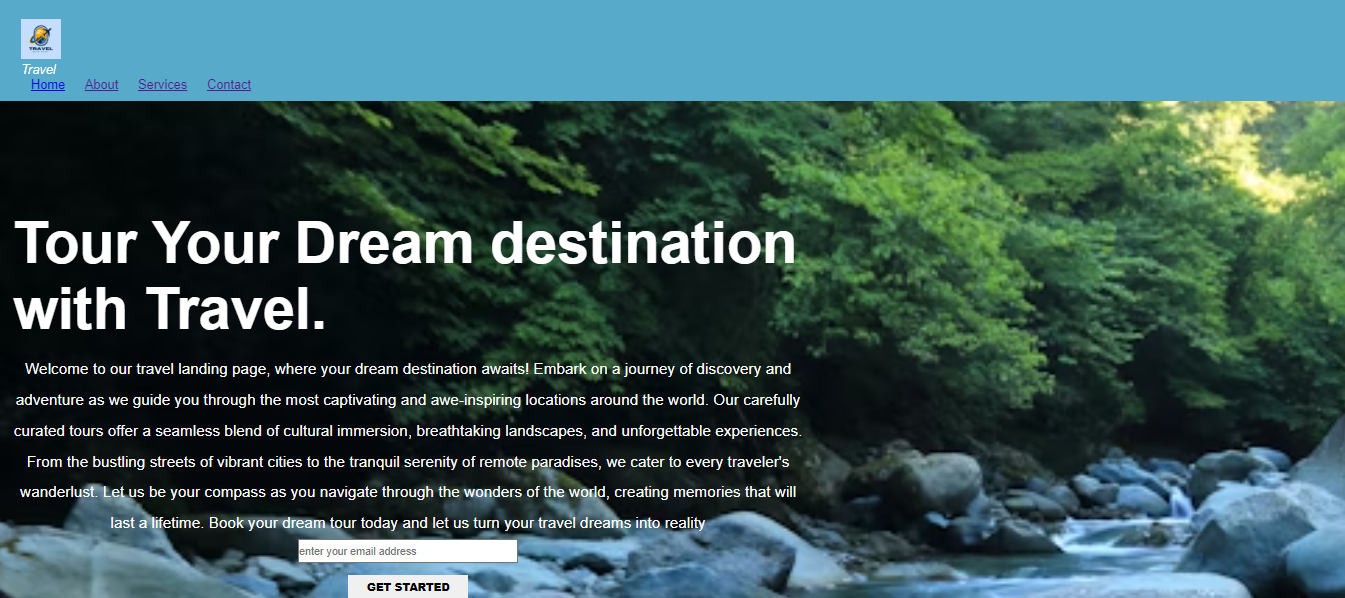 TRAVEL
Travel
Home About Services Contact
Tour Your Dream destination
with Travel.
Welcome to our travel landing page, where your dream destination awaits! Embark on a journey of discovery and
adventure as we guide you through the most captivating and awe-inspiring locations around the world. Our carefully
curated tours offer a seamless blend of cultural immersion, breathtaking landscapes, and unforgettable experiences.
From the bustling streets of vibrant cities to the tranquil serenity of remote paradises, we cater to every traveler's
wanderlust. Let us be your compass as you navigate through the wonders of the world, creating memories that will
last a lifetime. Book your dream tour today and let us turn your travel dreams into reality
enter your email address
GET STARTED